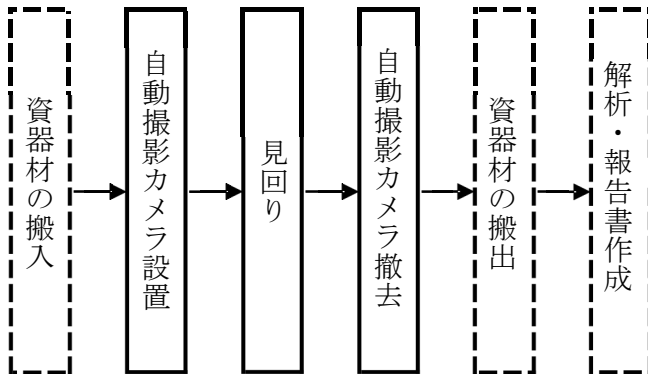 資器材の搬入
自動撮影カメラ設置
見回り
自動撮影カメラ撤去
資器材の搬出
解析・報告書作成